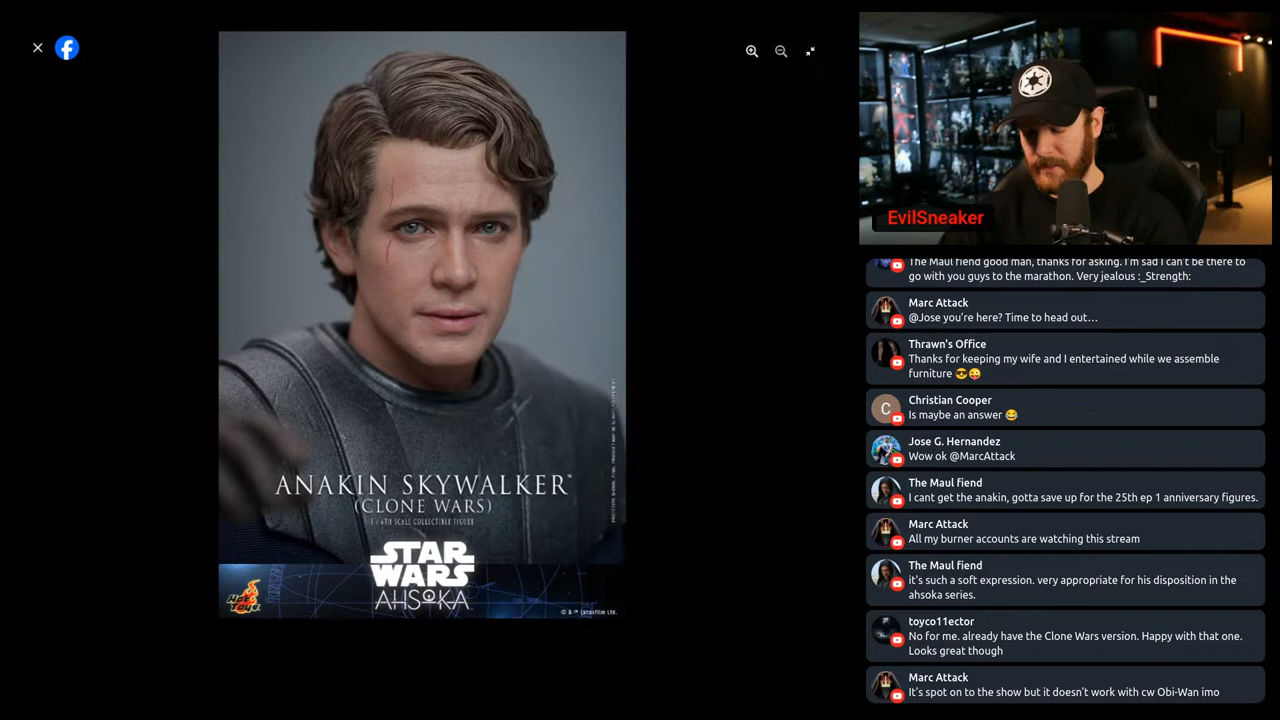 ANAKIN SKYWALKER™
(CLONE WARS)
1/6TH SCALE COLLECTIBLE FIGURE
STAR
WARS
AHSOKA
Hot
Toys
© & ™ Lucasfilm Ltd.
EvilSneaker
The Maul fiend good man, thanks for asking. I'm sad I can't be there to
go with you guys to the marathon. Very jealous :_Strength:
Marc Attack
@Jose you’re here? Time to head out…
Thrawn's Office
Thanks for keeping my wife and I entertained while we assemble
furniture 😎😜
C
Christian Cooper
Is maybe an answer 😂
Jose G. Hernandez
Wow ok @MarcAttack
The Maul fiend
I cant get the anakin, gotta save up for the 25th ep 1 anniversary figures.
Marc Attack
All my burner accounts are watching this stream
The Maul fiend
it's such a soft expression. very appropriate for his disposition in the
ahsoka series.
toyco11ector
No for me. already have the Clone Wars version. Happy with that one.
Looks great though
Marc Attack
It’s spot on to the show but it doesn’t work with cw Obi-Wan imo